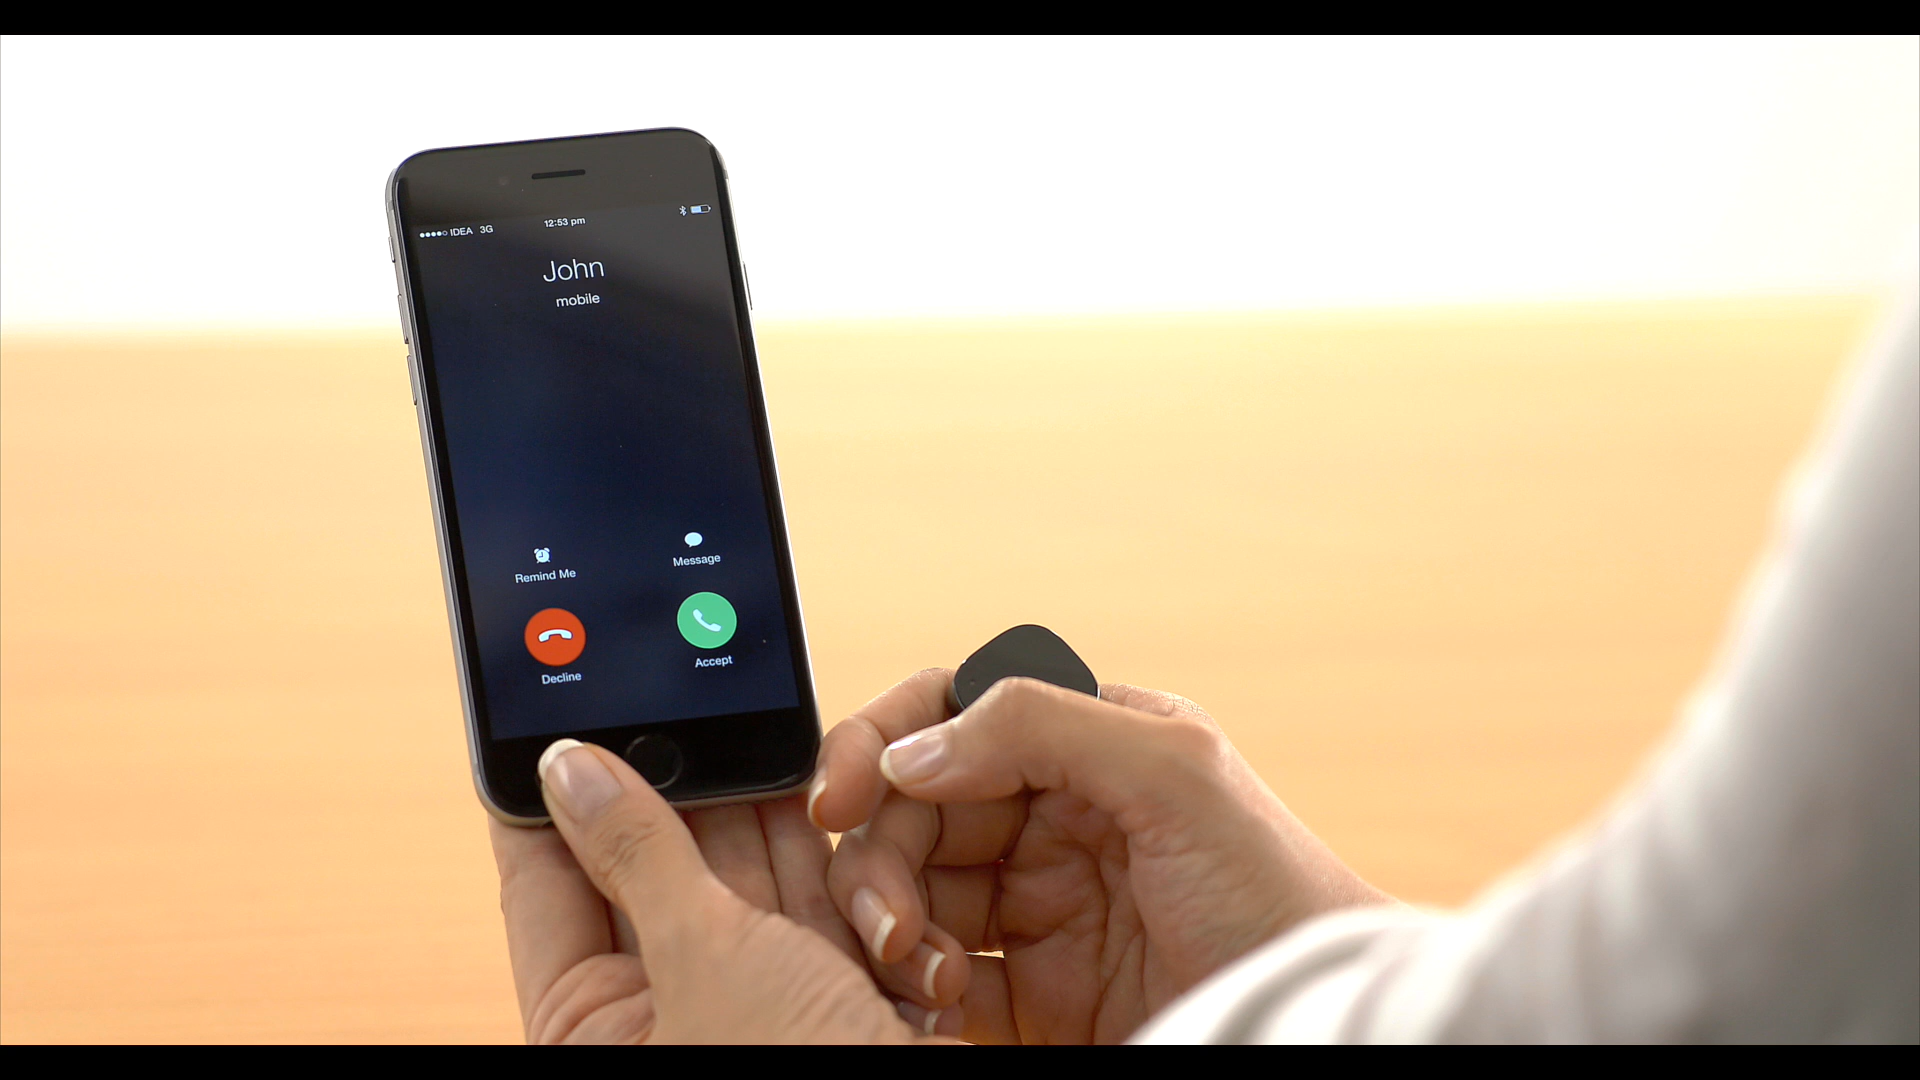 IDEA 3G 12:53 pm
John
mobile
Remind Me Message
Decline Accept